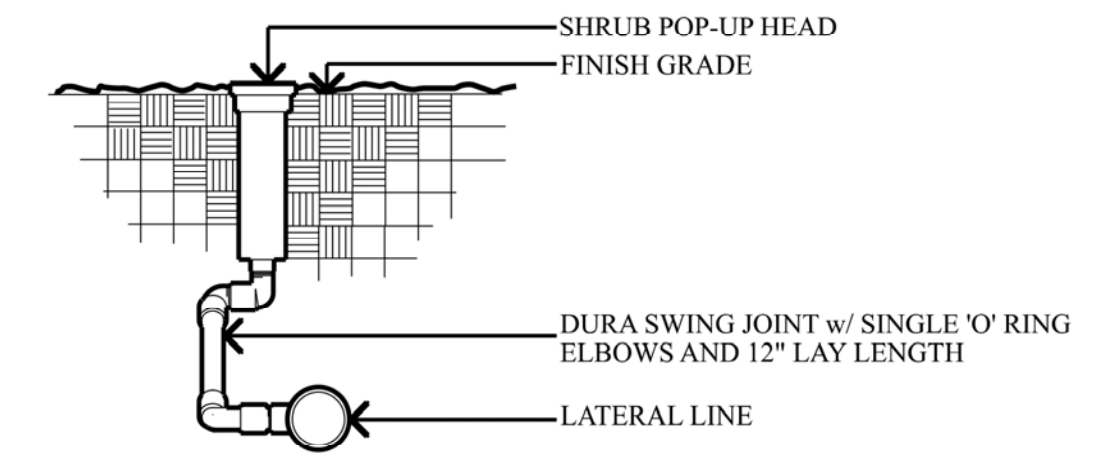 SHRUB POP-UP HEAD
FINISH GRADE
DURA SWING JOINT w/ SINGLE 'O' RING
ELBOWS AND 12" LAY LENGTH
LATERAL LINE